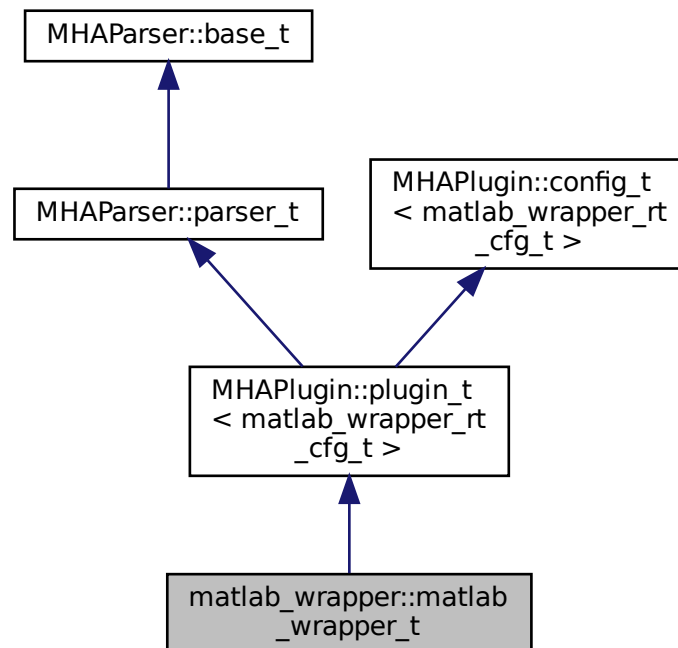 MHAParser::base_t
MHAParser::parser_t
MHAPlugin::config_t
< matlab_wrapper_rt
_cfg_t >
MHAPlugin::plugin_t
< matlab_wrapper_rt
_cfg_t >
matlab_wrapper::matlab
_wrapper_t